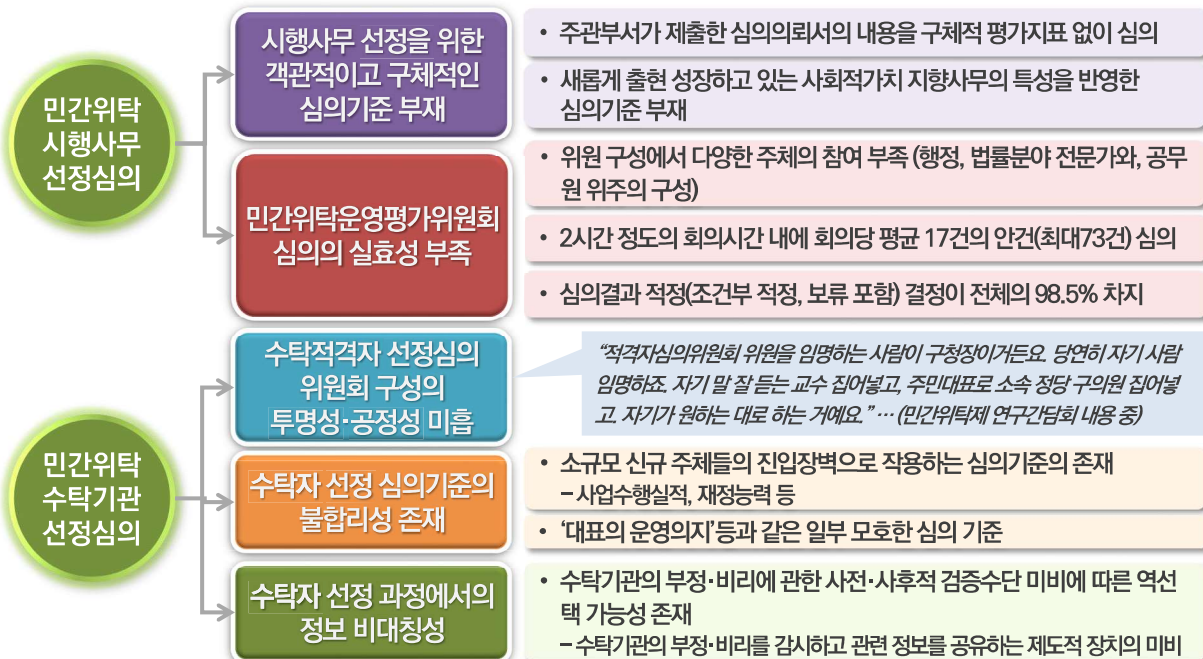 민간위탁
시행사무
선정심의
시행사무 선정을 위한
객관적이고 구체적인
심의기준 부재
• 주관부서가 제출한 심의의뢰서의 내용을 구체적 평가지표 없이 심의
• 새롭게 출현 성장하고 있는 사회적가치 지향사무의 특성을 반영한
심의기준 부재
민간위탁운영평가위원회
심의의 실효성 부족
• 위원 구성에서 다양한 주체의 참여 부족 (행정, 법률분야 전문가와, 공무
원 위주의 구성)
• 2시간 정도의 회의시간 내에 회의당 평균 17건의 안건(최대73건) 심의
• 심의결과 적정(조건부 적정, 보류 포함) 결정이 전체의 98.5% 차지
민간위탁
수탁기관
선정심의
수탁적격자 선정심의
위원회 구성의
투명성·공정성 미흡
“적격자심의위원회 위원을 임명하는 사람이 구청장이거든요. 당연히 자기 사람
임명하죠. 자기 말 잘 듣는 교수 집어넣고, 주민대표로 소속 정당 구의원 집어넣
고. 자기가 원하는 대로 하는 거예요.” … (민간위탁제 연구간담회 내용 중)
수탁자 선정 심의기준의
불합리성 존재
• 소규모 신규 주체들의 진입장벽으로 작용하는 심의기준의 존재
– 사업수행실적, 재정능력 등
• ‘대표의 운영의지’등과 같은 일부 모호한 심의 기준
수탁자 선정 과정에서의
정보 비대칭성
• 수탁기관의 부정·비리에 관한 사전·사후적 검증수단 미비에 따른 역선
택 가능성 존재
– 수탁기관의 부정·비리를 감시하고 관련 정보를 공유하는 제도적 장치의 미비